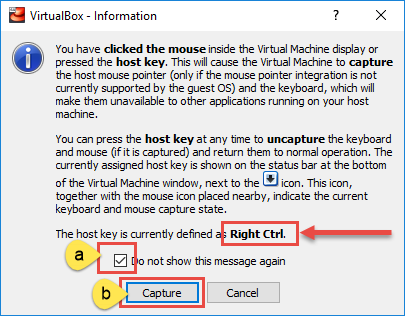 VirtualBox - Information
You have clicked the mouse inside the Virtual Machine display or
pressed the host key. This will cause the Virtual Machine to capture
the host mouse pointer (only if the mouse pointer integration is not
currently supported by the guest OS) and the keyboard, which will
make them unavailable to other applications running on your host
machine.
You can press the host key at any time to uncapture the keyboard
and mouse (if it is captured) and return them to normal operation. The
currently assigned host key is shown on the status bar at the bottom
of the Virtual Machine window, next to the icon. This icon,
together with the mouse icon placed nearby, indicate the current
keyboard and mouse capture state.
The host key is currently defined as Right Ctrl.
a
Do not show this message again
b
Capture
Cancel